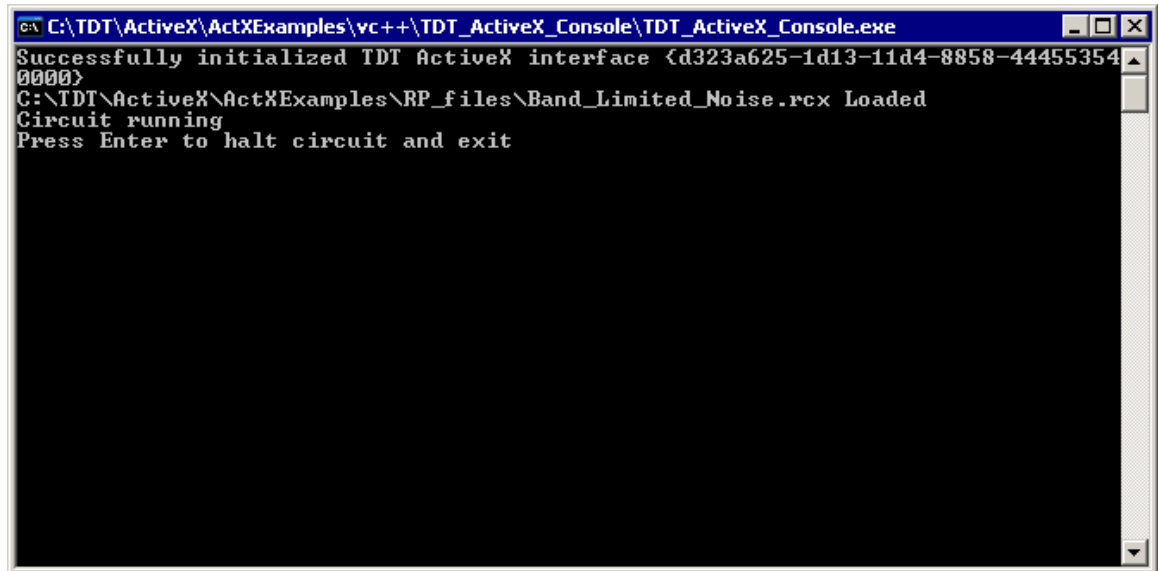 C:\TDT\ActiveX\ActXExamples\vc++\TDT_ActiveX_Console\TDT_ActiveX_Console.exe
Successfully initialized TDT ActiveX interface {d323a625-1d13-11d4-8858-44455354
0000}
C:\TDT\ActiveX\ActXExamples\RP_files\Band_Limited_Noise.rcx Loaded
Circuit running
Press Enter to halt circuit and exit